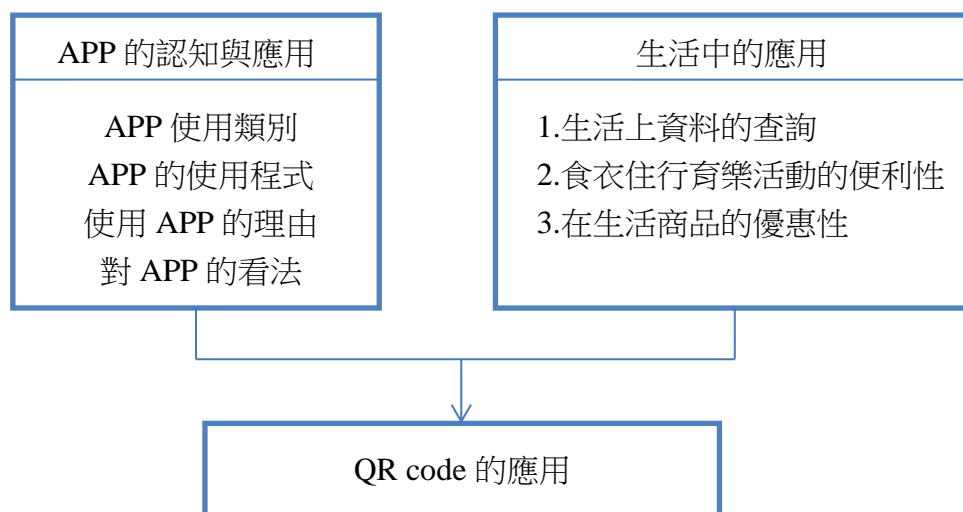 APP 的認知與應用
APP 使用類別
APP 的使用程式
使用 APP 的理由
對 APP 的看法
生活中的應用
1.生活上資料的查詢
2.食衣住行育樂活動的便利性
3.在生活商品的優惠性
QR code 的應用